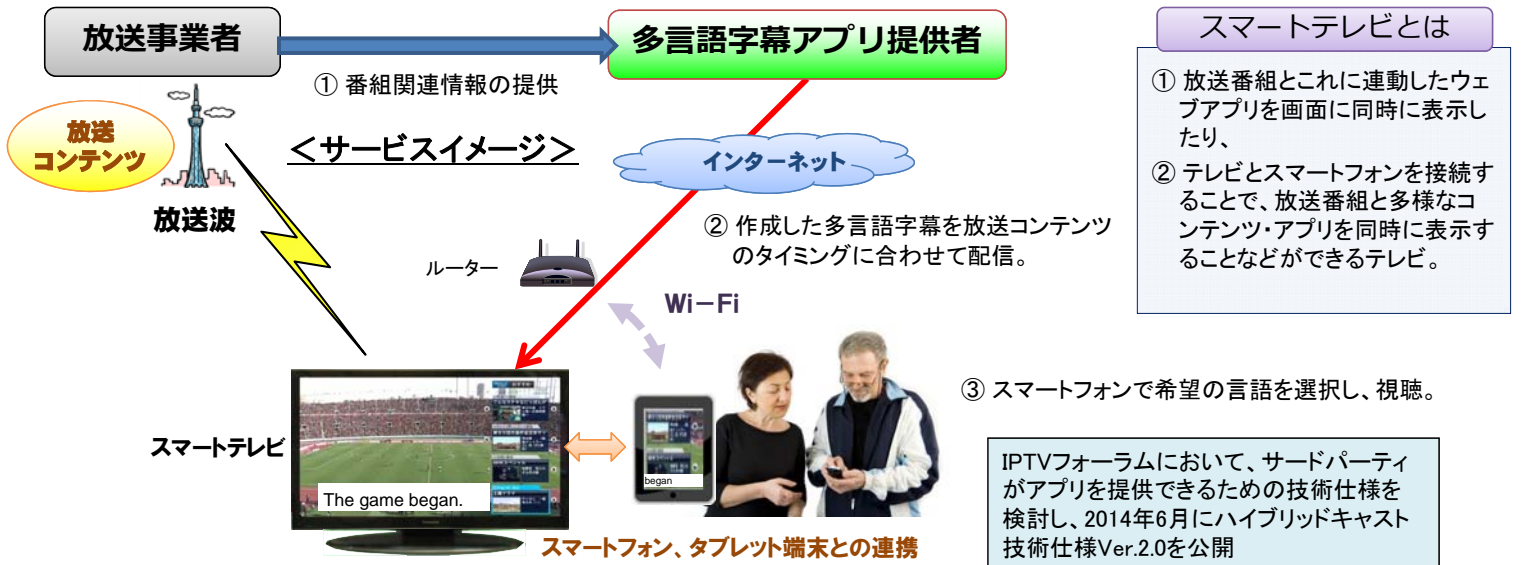 放送事業者
多言語字幕アプリ提供者
① 番組関連情報の提供
放送
コンテンツ
<サービスイメージ>
インターネット
放送波
② 作成した多言語字幕を放送コンテンツ
のタイミングに合わせて配信。
ルーター
Wi-Fi
スマートテレビ
The game began.
began
スマートフォン、タブレット端末との連携
スマートテレビとは
① 放送番組とこれに連動したウェ
ブアプリを画面に同時に表示し
たり、
② テレビとスマートフォンを接続す
ることで、放送番組と多様なコ
ンテンツ・アプリを同時に表示す
ることなどができるテレビ。
③ スマートフォンで希望の言語を選択し、視聴。
IPTVフォーラムにおいて、サードパーティ
がアプリを提供できるための技術仕様を
検討し、2014年6月にハイブリッドキャスト
技術仕様Ver.2.0を公開